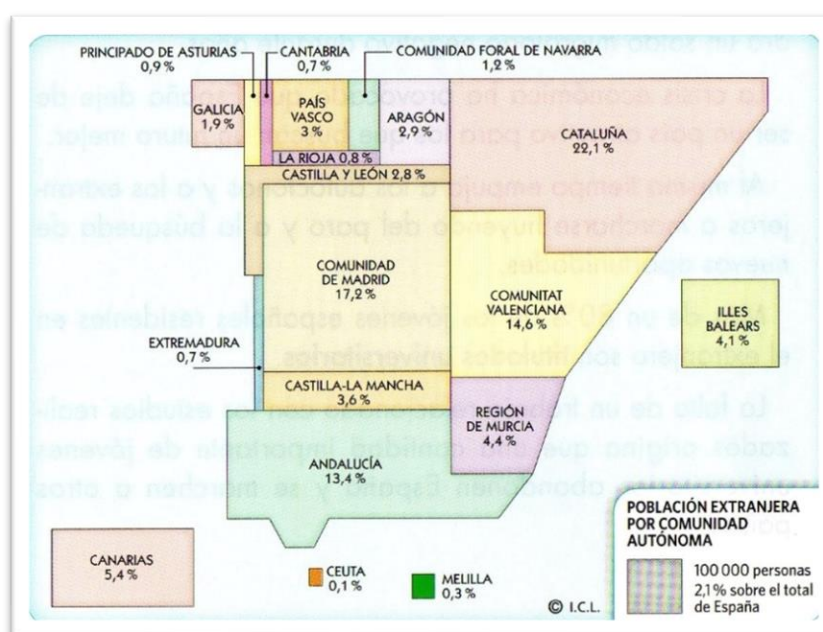 PRINCIPADO DE ASTURIAS
0,9 %
CANTABRIA
0,7 %
COMUNIDAD FORAL DE NAVARRA
1,2 %
GALICIA
1,9 %
PAÍS
VASCO
3 %
ARAGÓN
2,9 %
CATALUÑA
22,1 %
LA RIOJA 0,8 %
CASTILLA Y LEÓN 2,8 %
COMUNIDAD
DE MADRID
17,2 %
COMUNITAT
VALENCIANA
14,6 %
ILLES
BALEARS
4,1 %
EXTREMADURA
0,7 %
CASTILLA-LA MANCHA
3,6 %
REGIÓN
DE MURCIA
4,4 %
ANDALUCÍA
13,4 %
CANARIAS
5,4 %
CEUTA
0,1 %
MELILLA
0,3 %
© I.C.L.
POBLACIÓN EXTRANJERA
POR COMUNIDAD
AUTÓNOMA
100 000 personas
2,1 % sobre el total
de España